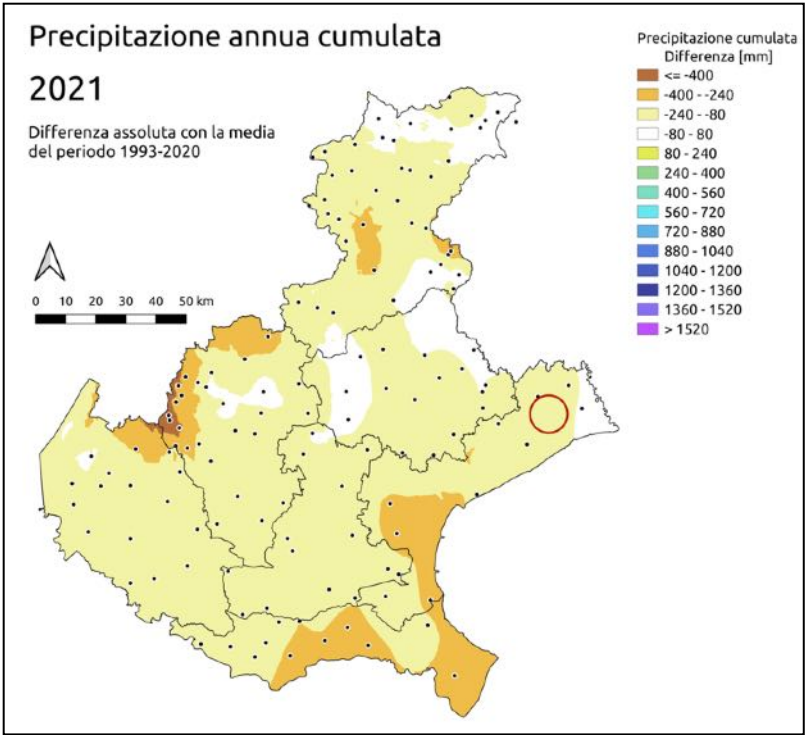 Precipitazione annua cumulata
2021
Differenza assoluta con la media
del periodo 1993-2020
0 10 20 30 40 50 km
Precipitazione cumulata
Differenza [mm]
<= -400
-400 - -240
-240 - -80
-80 - 80
80 - 240
240 - 400
400 - 560
560 - 720
720 - 880
880 - 1040
1040 - 1200
1200 - 1360
1360 - 1520
> 1520